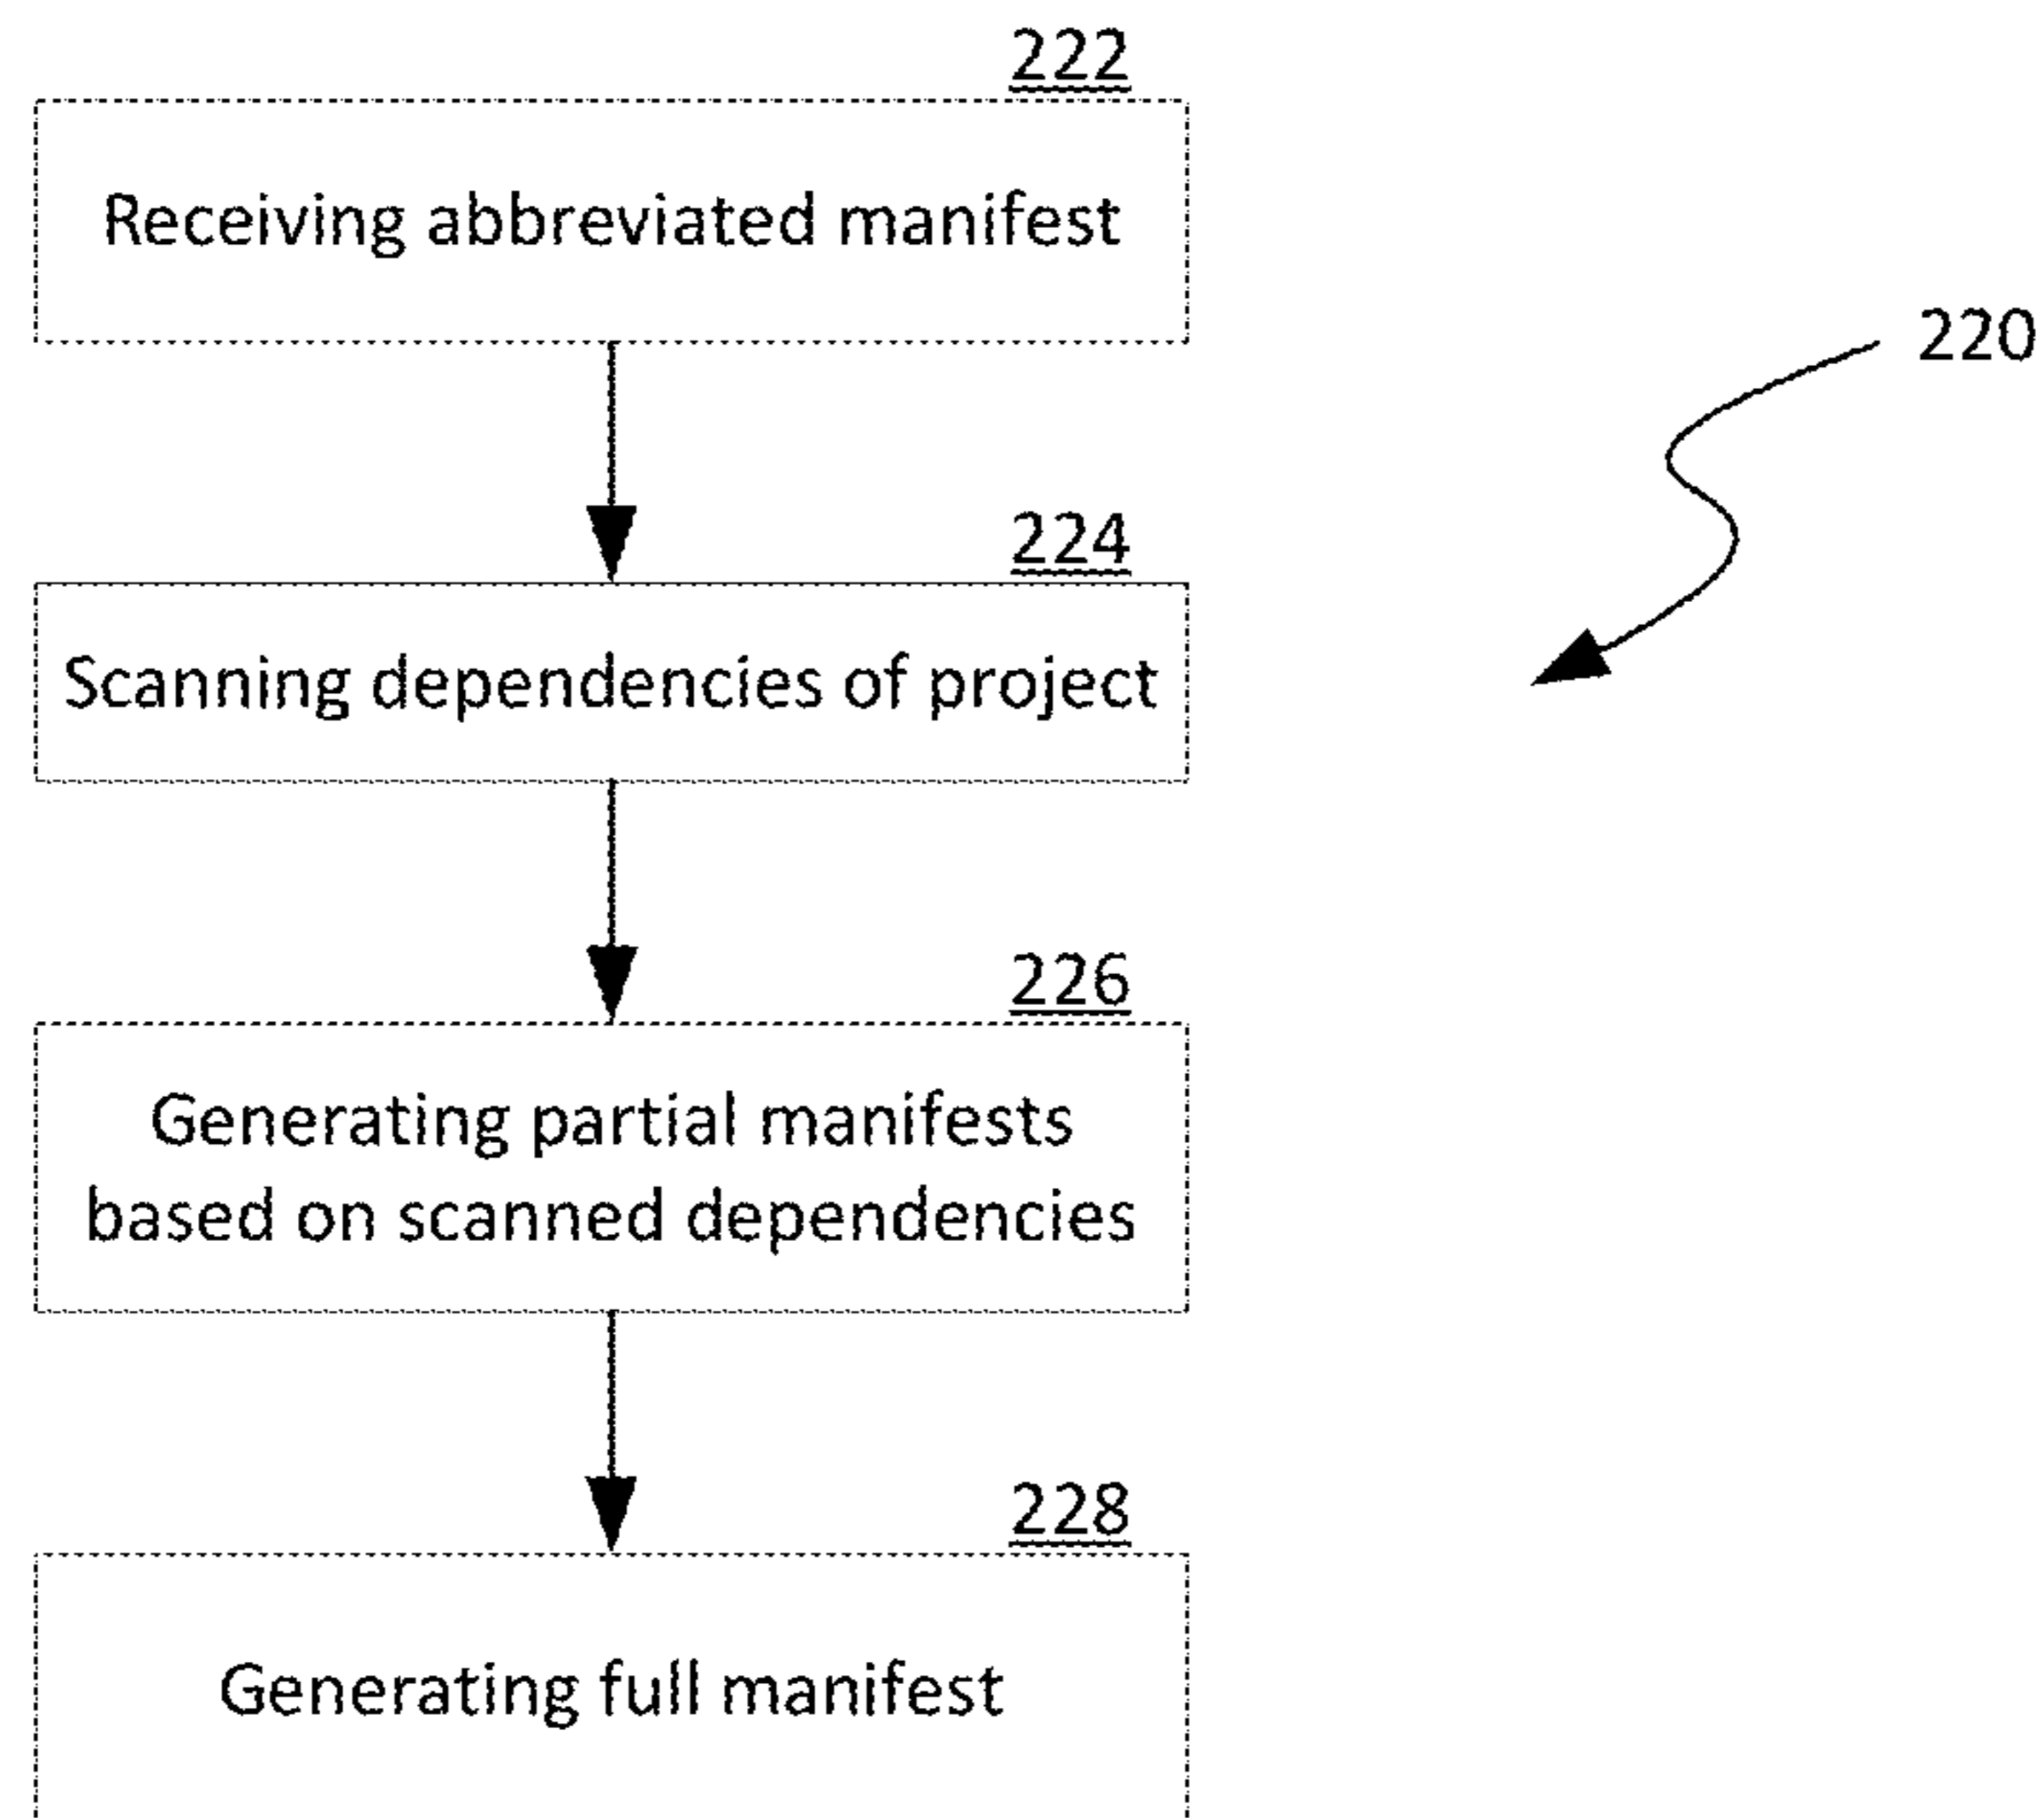 222
Receiving abbreviated manifest
220
224
Scanning dependencies of project
226
Generating partial manifests
based on scanned dependencies
228
Generating full manifest